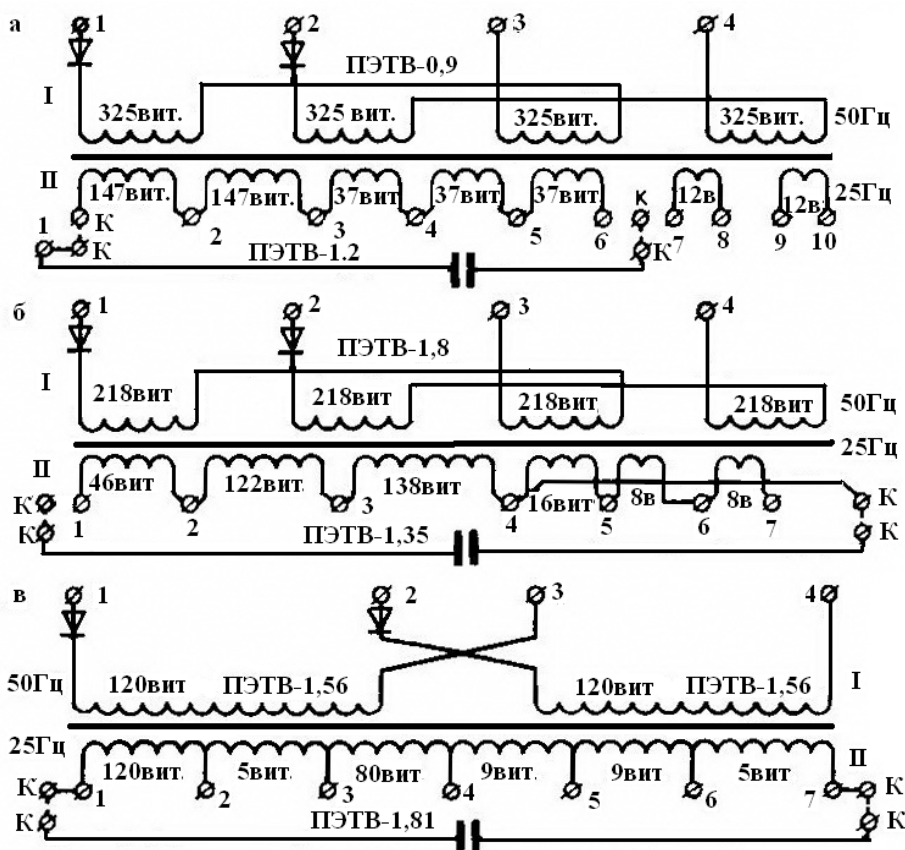 а 1 2 3 4
ПЭТВ-0,9
I
325вит. 325 вит. 325вит. 325вит. 50Гц
II 25Гц
147вит. 147вит. 37вит 37вит 37вит 12в 12в
1 К К К 2 3 4 5 6 7 8 9 10
К ПЭТВ-1.2
б 1 2 3 4
ПЭТВ-1,8
I
218вит 218вит 218вит 218вит 50Гц
25Гц
II 46вит 122вит. 138вит 16вит 8в 8в
К 1 2 3 4 5 6 7 К
К ПЭТВ-1,35 К
в 1 2 3 4
50Гц 120вит ПЭТВ-1,56 120вит ПЭТВ-1,56 I
25Гц
120вит. 5вит. 80вит 9вит. 9вит. 5вит II
К 1 2 3 4 5 6 7 К
К ПЭТВ-1,81 К